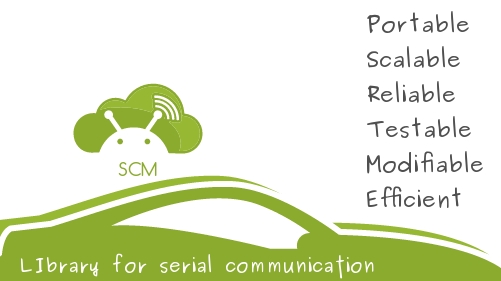 Portable
Scalable
Reliable
Testable
Modifiable
Efficient
SCM
LIbrary for serial communication